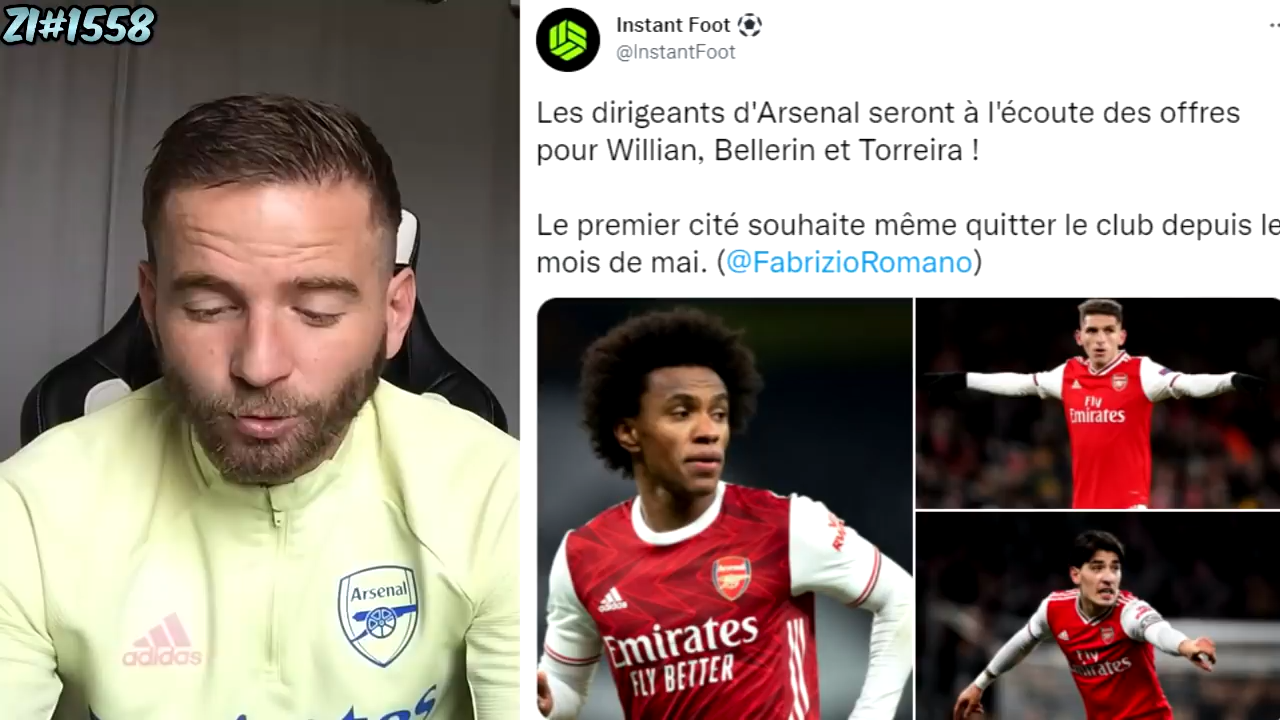 ZI#1558
Instant Foot
@InstantFoot
Les dirigeants d'Arsenal seront à l'écoute des offres
pour Willian, Bellerin et Torreira !
Le premier cité souhaite même quitter le club depuis le
mois de mai. (@FabrizioRomano)
Arsenal
adidas
Fly
Emirates
Arsenal
adidas
Emirates
FLY BETTER